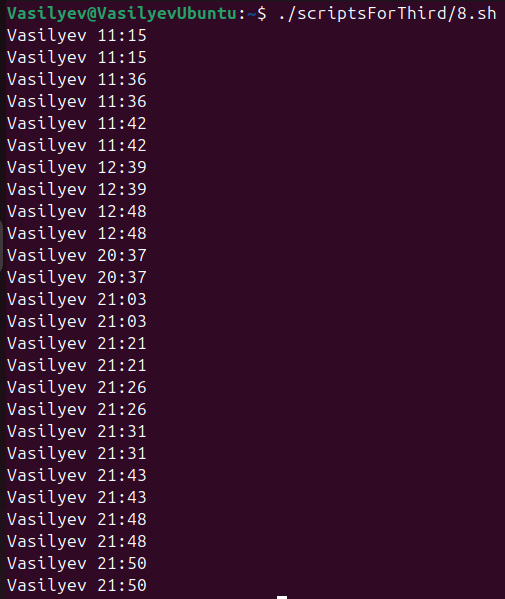 Vasilyev@VasilyevUbuntu:~$ ./scriptsForThird/8.sh
Vasilyev 11:15
Vasilyev 11:15
Vasilyev 11:36
Vasilyev 11:36
Vasilyev 11:42
Vasilyev 11:42
Vasilyev 12:39
Vasilyev 12:39
Vasilyev 12:48
Vasilyev 12:48
Vasilyev 20:37
Vasilyev 20:37
Vasilyev 21:03
Vasilyev 21:03
Vasilyev 21:21
Vasilyev 21:21
Vasilyev 21:26
Vasilyev 21:26
Vasilyev 21:31
Vasilyev 21:31
Vasilyev 21:43
Vasilyev 21:43
Vasilyev 21:48
Vasilyev 21:48
Vasilyev 21:50
Vasilyev 21:50